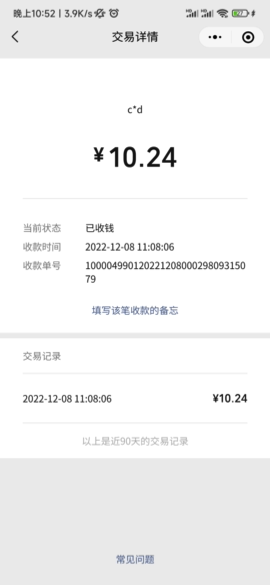 晚上10:52 | 3.9K/s
交易详情
c*d
¥10.24
当前状态 已收钱
收款时间 2022-12-08 11:08:06
收款单号 100004990120221208000298093150
79
填写该笔收款的备忘
交易记录
2022-12-08 11:08:06 ¥10.24
以上是近90天的交易记录
常见问题